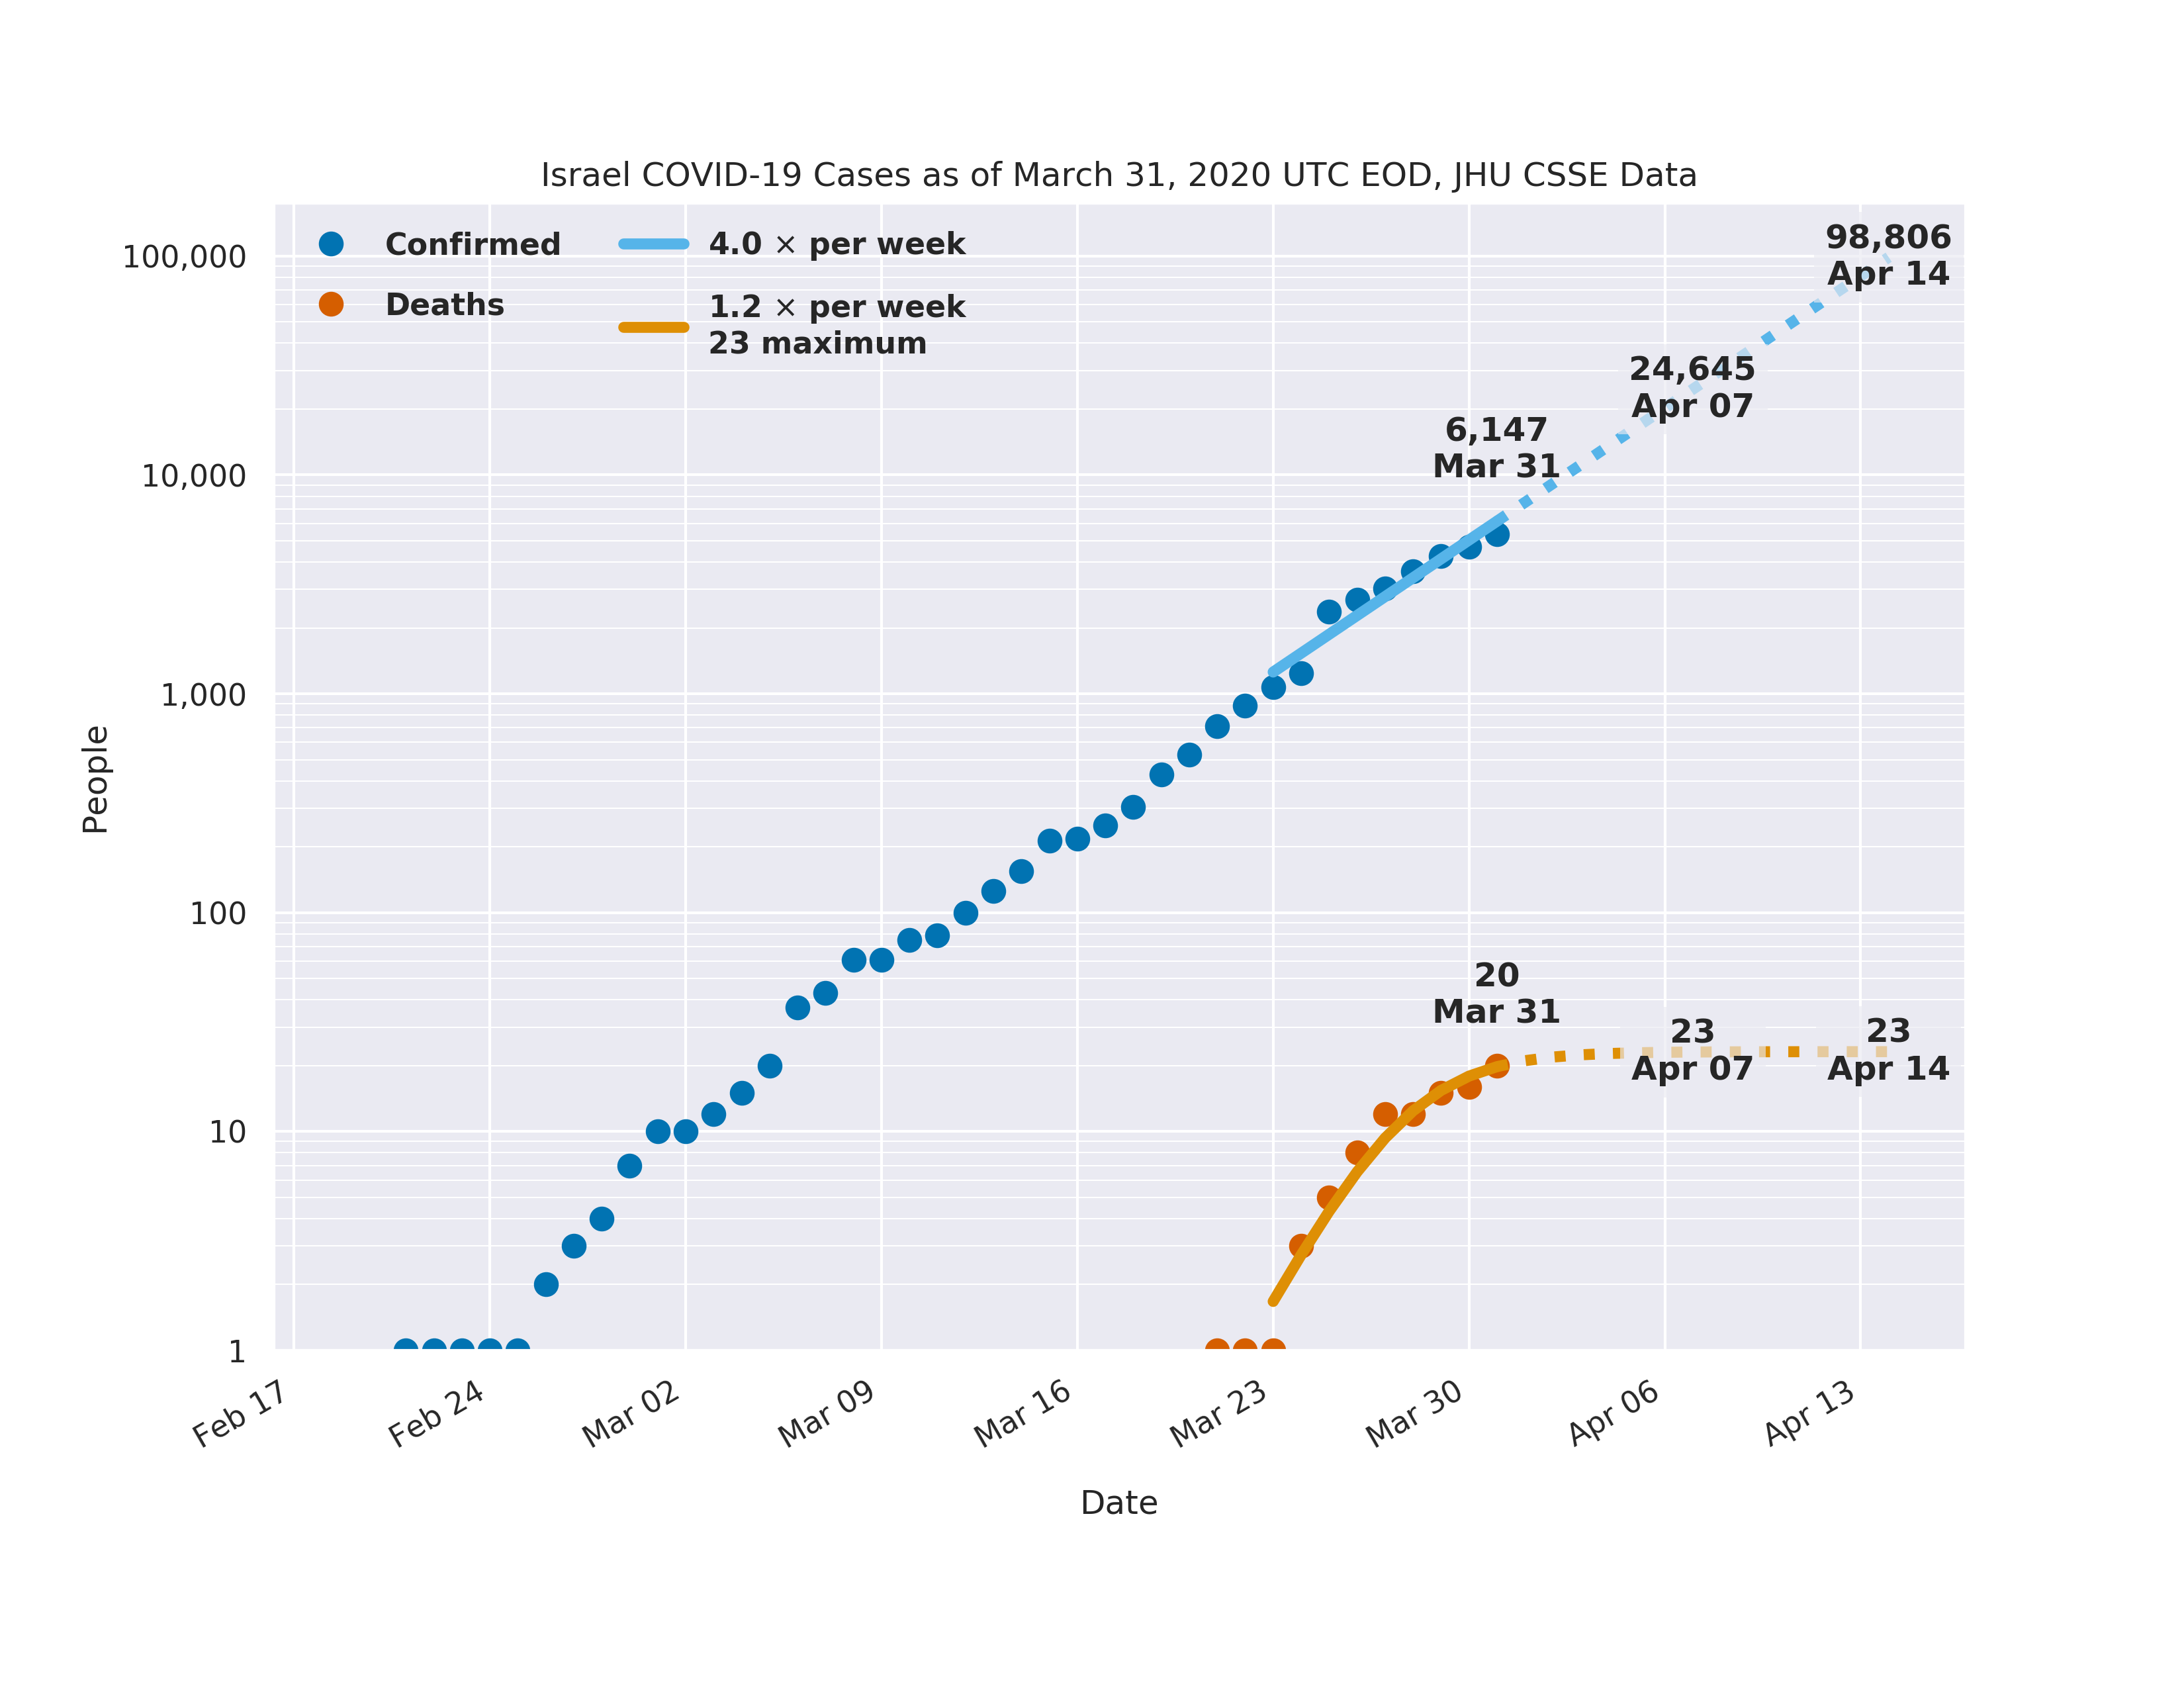 Israel COVID-19 Cases as of March 31, 2020 UTC EOD, JHU CSSE Data
Confirmed
Deaths
4.0 × per week
1.2 × per week
23 maximum
98,806
Apr 14
24,645
Apr 07
6,147
Mar 31
20
Mar 31
23
Apr 07
23
Apr 14
People
100,000
10,000
1,000
100
10
1
Feb 17
Feb 24
Mar 02
Mar 09
Mar 16
Mar 23
Mar 30
Apr 06
Apr 13
Date